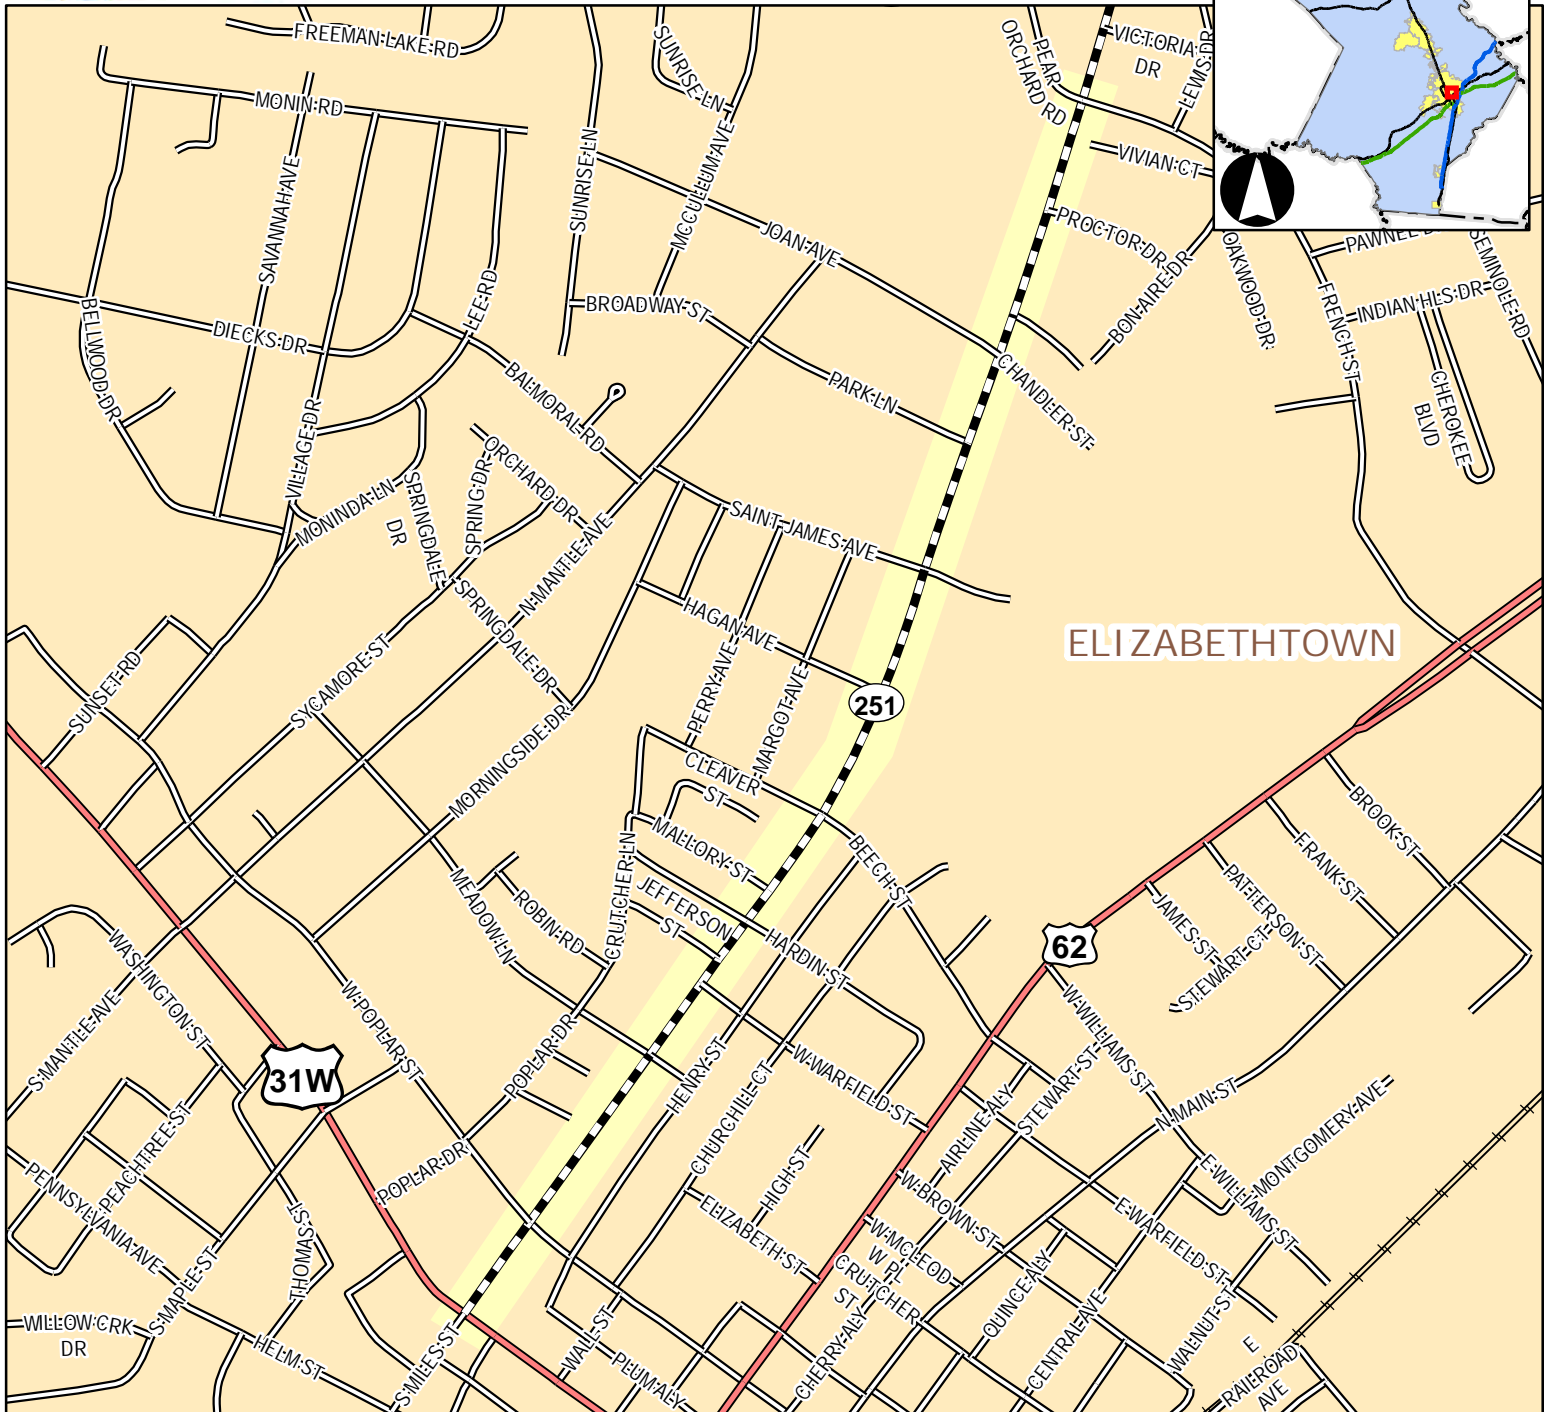 FREEMAN LAKE RD
SUNRISE LN
PEAR
ORCHARD RD
VICTORIA
DR
LEWIS DR
MONIN RD
SAVANNAH AVE
SUNRISE LN
MCCULLUM AVE
JOAN AVE
VIVIAN CT
PROCTOR DR
BON AIRE DR
OAKWOOD DR
FRENCH ST
PAWNEE
SEMINOLE RD
INDIAN HLS DR
CHEROKEE
BLVD
BELLWOOD DR
DIECKS DR
LEE RD
BROADWAY ST
BALMORAL RD
PARK LN
CHANDLER ST
VILLAGE DR
MONINDA LN
SPRINGDALE
DR
SPRING DR
ORCHARD DR
N MANTLE AVE
SAINT JAMES AVE
SPRINGDALE DR
HAGAN AVE
PERRY AVE
MARGOT AVE
ELIZABETHTOWN
SUNSET RD
SYCAMORE ST
MORNINGSIDE DR
251
CLEAVER
ST
MALLORY ST
BEECH ST
BROOK ST
FRANK ST
PATTERSON ST
JAMES ST
STEWART CT
62
MEADOW LN
ROBIN RD
CRUTCHER LN
JEFFERSON
ST
HARDIN ST
WASHINGTON ST
S MANTLE AVE
W POPLAR ST
31W
POPLAR DR
HENRY ST
W WARFIELD ST
W WILLIAMS ST
CHURCHILL CT
AIRLINE ALY
STEWART ST
N MAIN ST
MONTGOMERY AVE
E WILLIAMS ST
PEACHTREE ST
PENNSYLVANIA AVE
POPLAR DR
HIGH ST
ELIZABETH ST
W BROWN ST
E WARFIELD ST
W MCLEOD
PL
W
CRUTCHER
ST
THOMAS ST
S MAPLE ST
QUINCE ALY
CENTRAL AVE
WALNUT ST
WILLOW CRK
DR
HELM ST
S MILES ST
WAIL ST
PLUM ALY
CHERRY ALY
E
RAILROAD
AVE